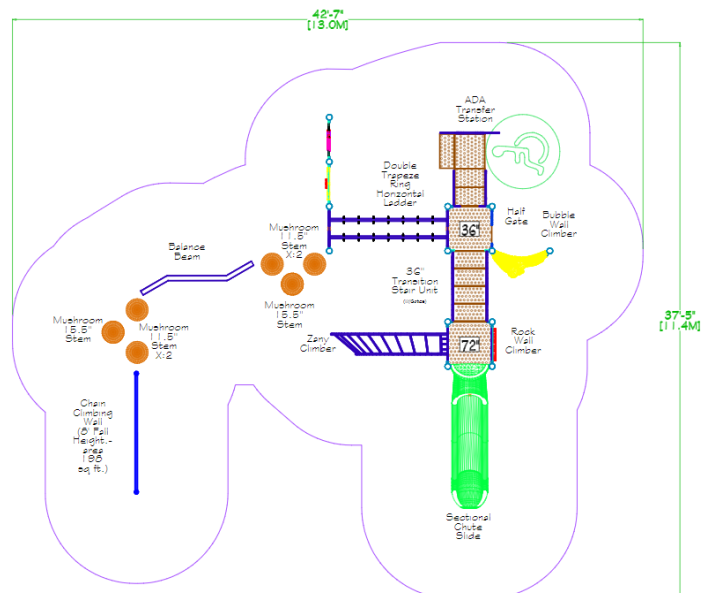 42'-7"
[13.0M]
ADA
Transfer
Station
Double
Trapeze
Ring
Horizontal
Ladder
Half
Gate
Bubble
Wall
Climber
36"
Mushroom
11.5"
Stem
X:2
Balance
Beam
36"
Transition
Stair Unit
Mushroom
15.5"
Stem
Mushroom
15.5"
Stem
Mushroom
11.5"
Stem
X:2
Zany
Climber
72"
Rock
Wall
Climber
37'-5"
[11.4M]
Chain
Climbing
Wall
(8' Fall
Height.-
area
198
sq ft.)
Sectional
Chute
Slide